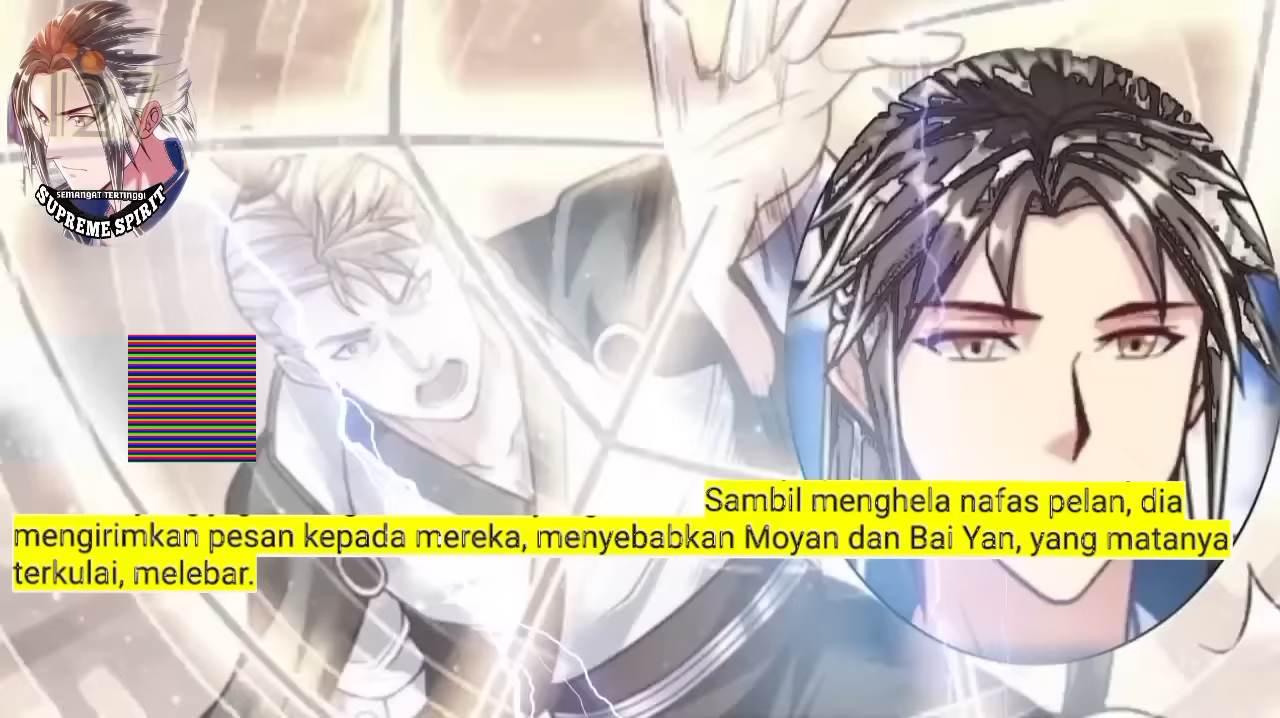 SEMANGAT TERTINGGI
SUPREME SPIRIT
Sambil menghela nafas pelan, dia
mengirimkan pesan kepada mereka, menyebabkan Moyan dan Bai Yan, yang matanya
terkulai, melebar.